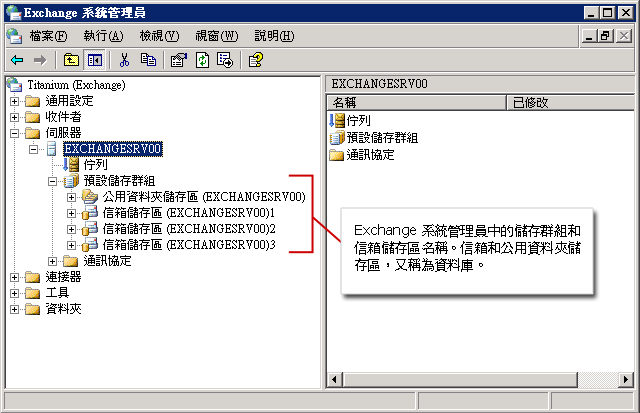 Exchange 系統管理員
檔案(F) 執行(A) 檢視(V) 視窗(W) 說明(H)
Titanium (Exchange)
通用設定
收件者
伺服器
EXCHANGESRV00
佇列
預設儲存群組
公用資料夾儲存區 (EXCHANGESRV00)
信箱儲存區 (EXCHANGESRV00)1
信箱儲存區 (EXCHANGESRV00)2
信箱儲存區 (EXCHANGESRV00)3
通訊協定
連接器
工具
資料夾
EXCHANGESRV00
名稱 已修改
佇列
預設儲存群組
通訊協定
Exchange 系統管理員中的儲存群組和
信箱儲存區名稱。信箱和公用資料夾儲
存區，又稱為資料庫。